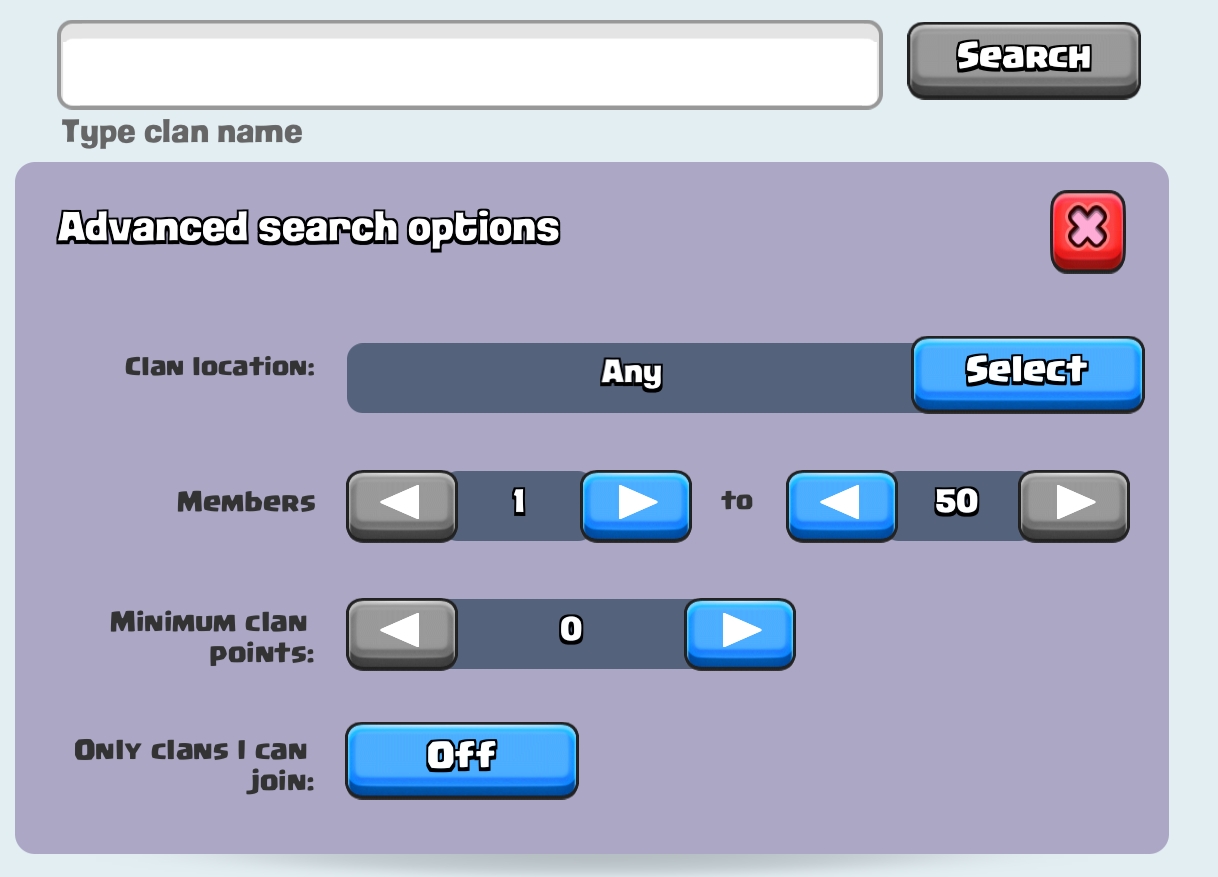 Search
Type clan name
Advanced search options
Clan location:
Any
Select
Members
1
to
50
Minimum clan
points:
0
Only clans I can
join:
Off